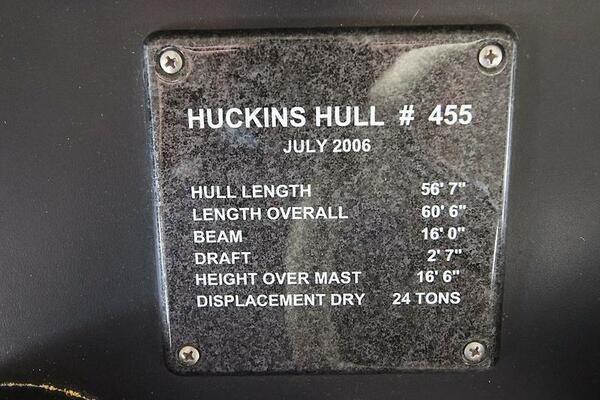 HUCKINS HULL # 455
JULY 2006
HULL LENGTH 56' 7"
LENGTH OVERALL 60' 6"
BEAM 16' 0"
DRAFT 2' 7"
HEIGHT OVER MAST 16' 6"
DISPLACEMENT DRY 24 TONS